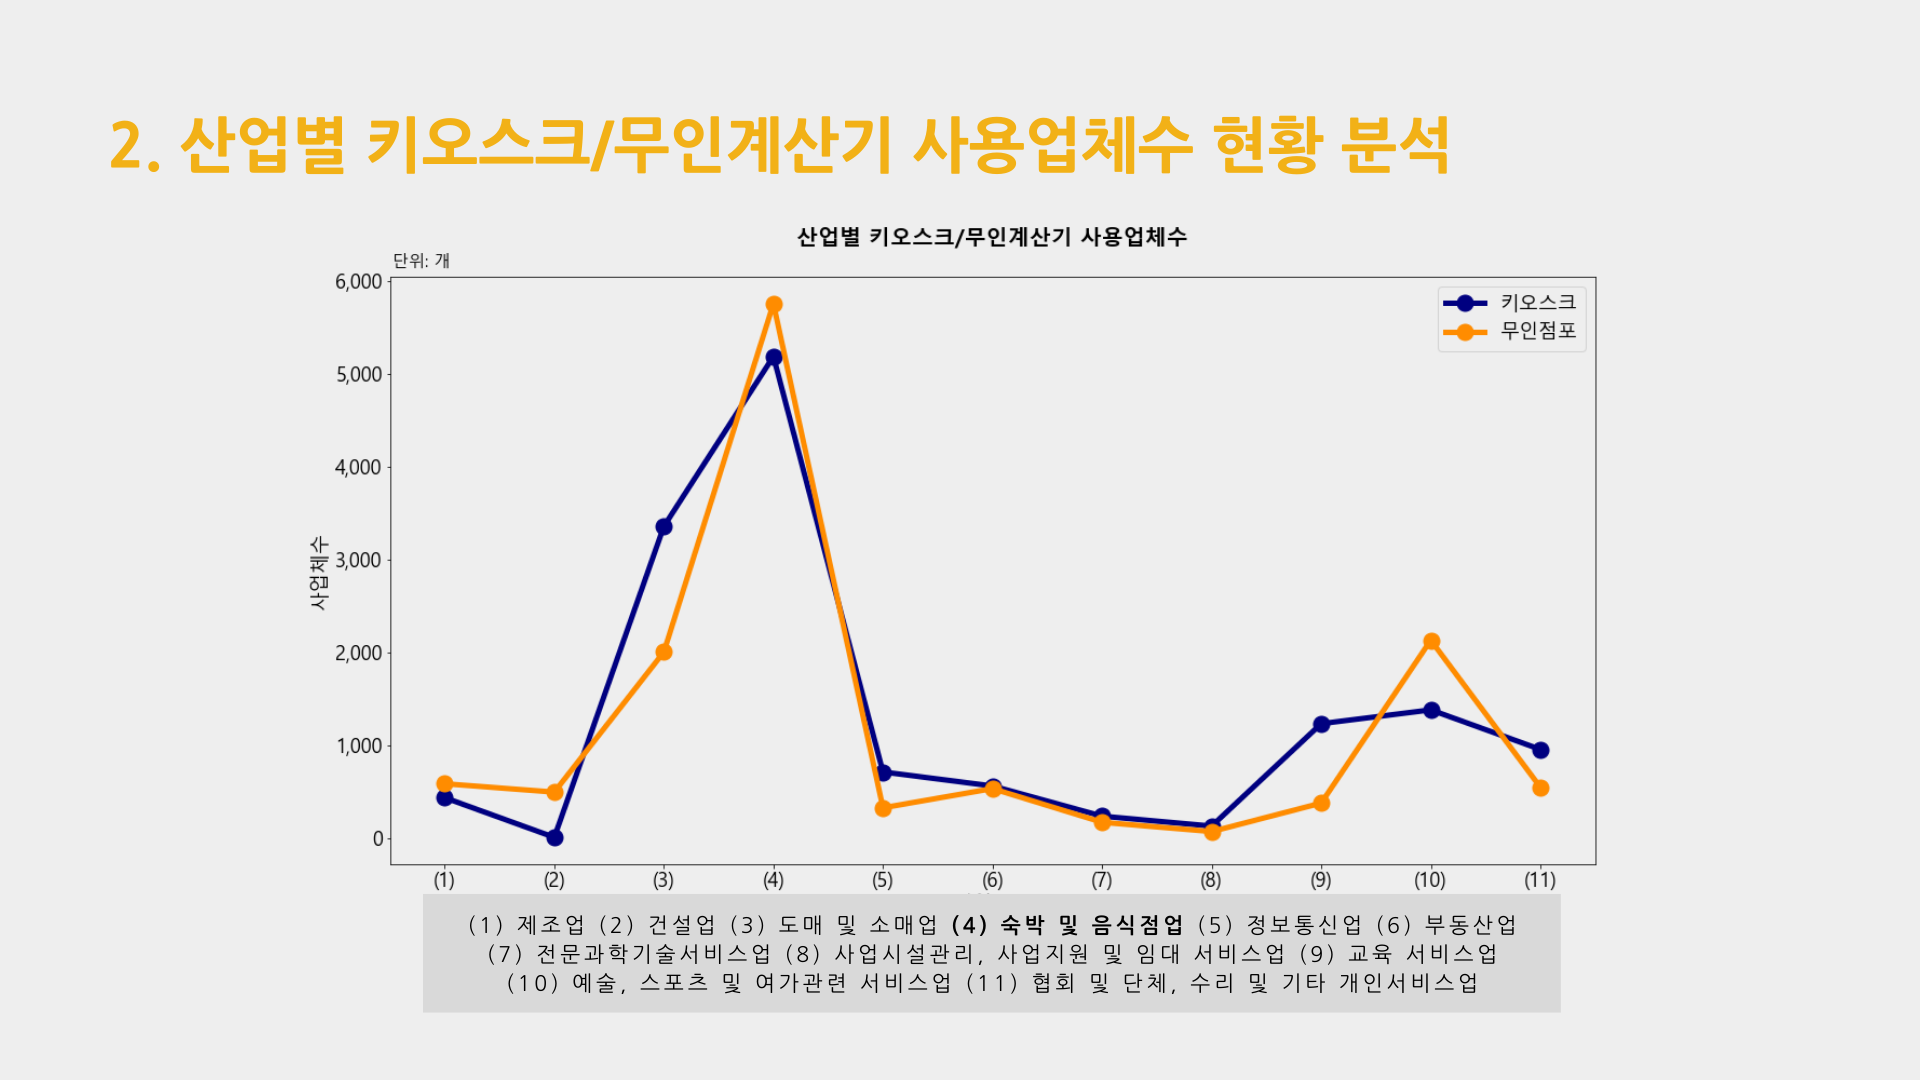 2. 산업별 키오스크/무인계산기 사용업체수 현황 분석
산업별 키오스크/무인계산기 사용업체수
단위: 개
6,000
5,000
4,000
3,000
2,000
1,000
0
사업체수
키오스크
무인점포
(1) (2) (3) (4) (5) (6) (7) (8) (9) (10) (11)
(1) 제조업 (2) 건설업 (3) 도매 및 소매업 (4) 숙박 및 음식점업 (5) 정보통신업 (6) 부동산업
(7) 전문과학기술서비스업 (8) 사업시설관리, 사업지원 및 임대 서비스업 (9) 교육 서비스업
(10) 예술, 스포츠 및 여가관련 서비스업 (11) 협회 및 단체, 수리 및 기타 개인서비스업